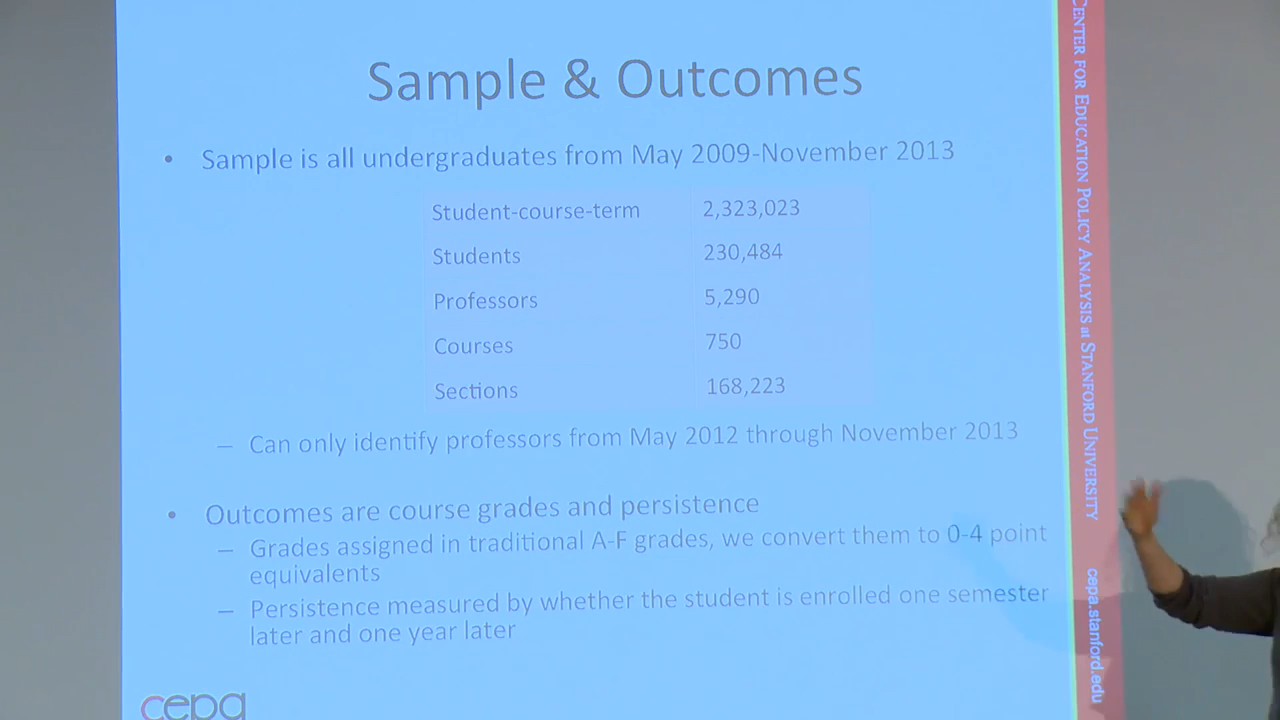 Sample & Outcomes
• Sample is all undergraduates from May 2009-November 2013
Student-course-term 2,323,023
Students 230,484
Professors 5,290
Courses 750
Sections 168,223
– Can only identify professors from May 2012 through November 2013
• Outcomes are course grades and persistence
– Grades assigned in traditional A-F grades, we convert them to 0-4 point
equivalents
– Persistence measured by whether the student is enrolled one semester
later and one year later
cepa
CENTER FOR EDUCATION POLICY ANALYSIS at STANFORD UNIVERSITY
cepa.stanford.edu